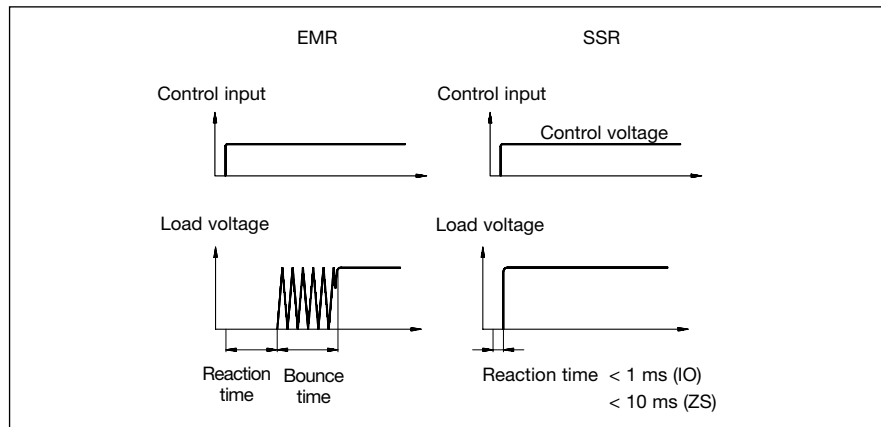 EMR
SSR
Control input
Control input
Control voltage
Load voltage
Load voltage
Reaction
time
Bounce
time
Reaction time < 1 ms (IO)
< 10 ms (ZS)